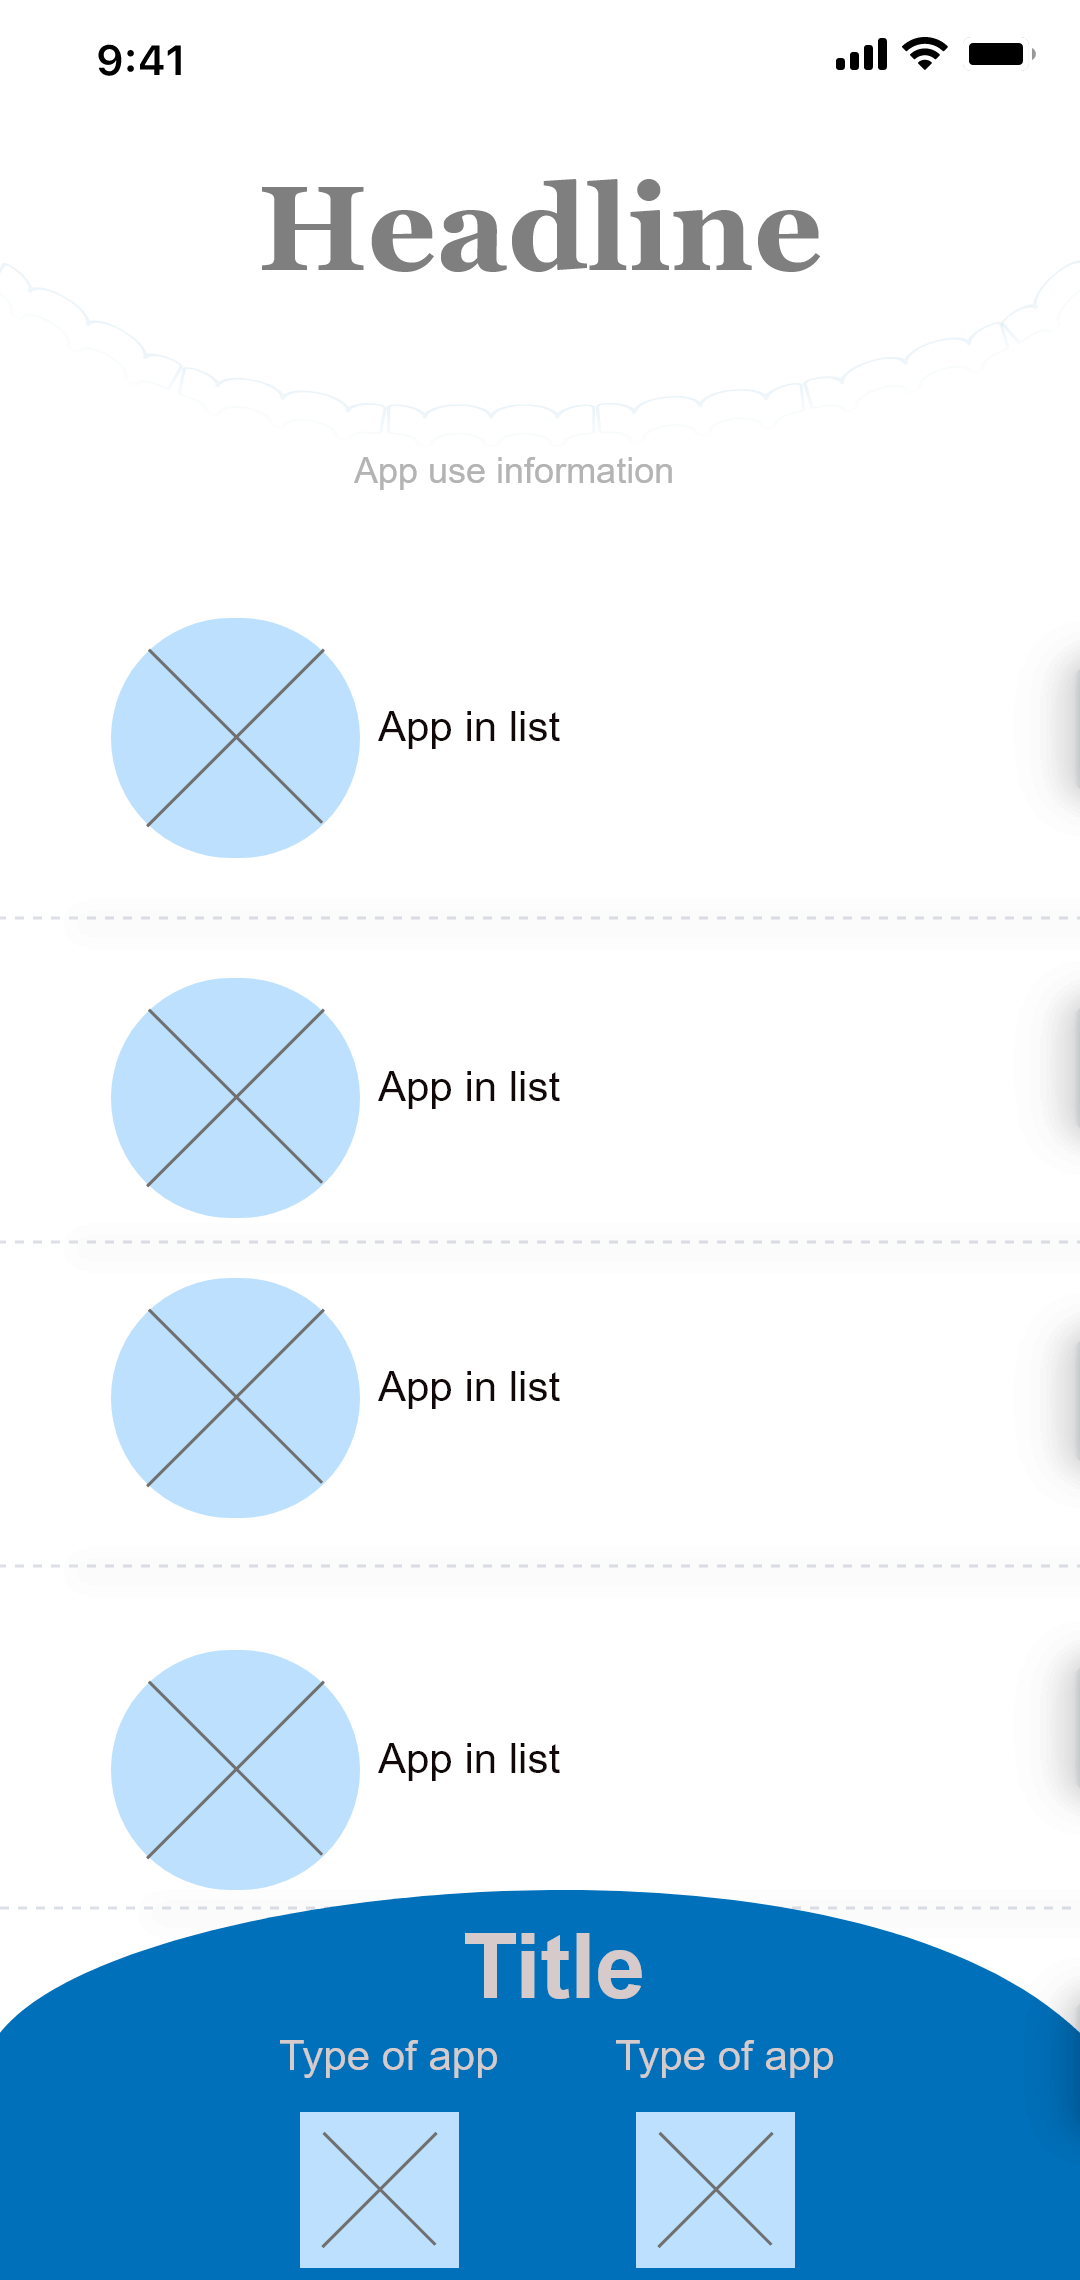 9:41
Headline
App use information
App in list
App in list
App in list
App in list
Title
Type of app Type of app